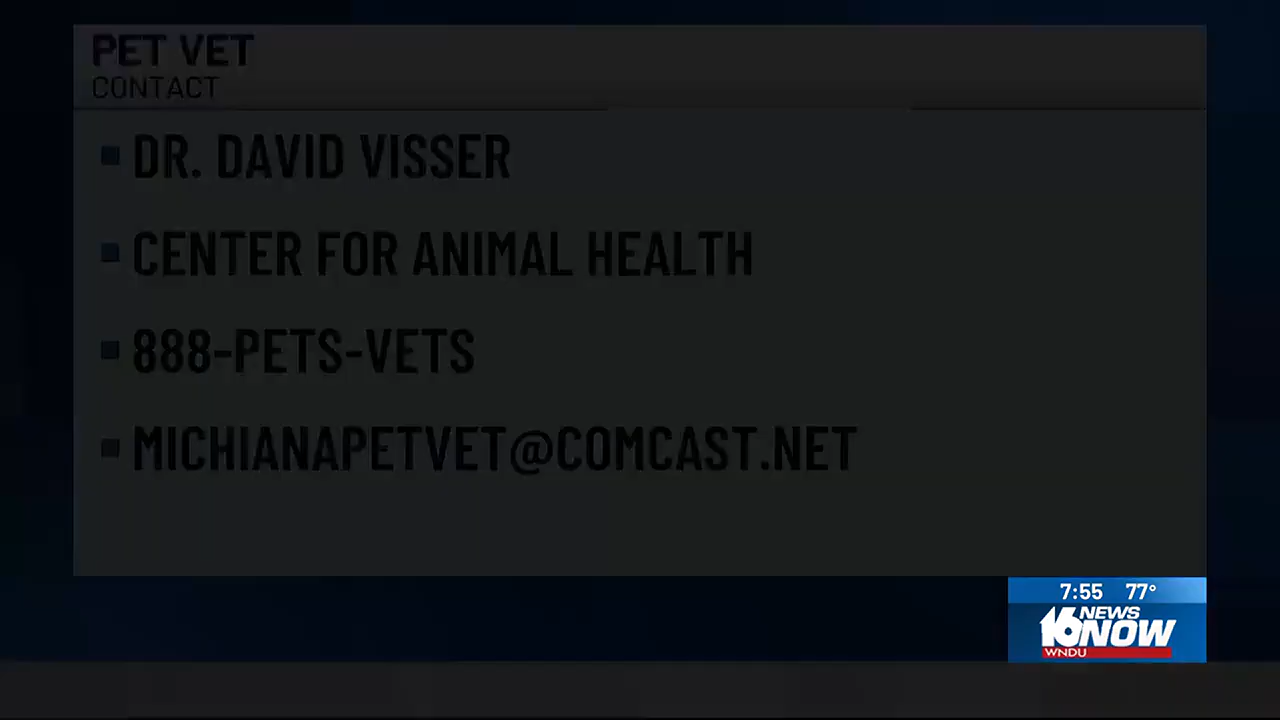 PET VET
CONTACT
DR. DAVID VISSER
CENTER FOR ANIMAL HEALTH
888-PETS-VETS
MICHIANAPETVET@COMCAST.NET
7:55 77°
16 NEWS NOW
WNDU